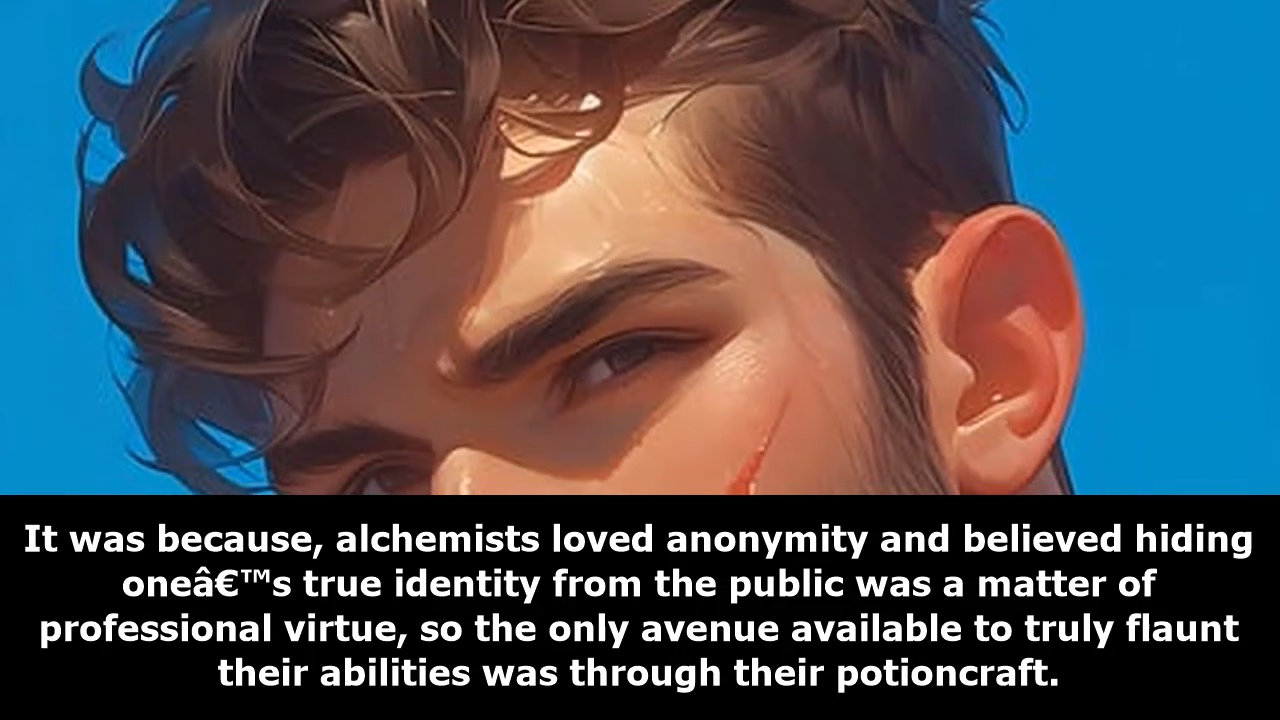 It was because, alchemists loved anonymity and believed hiding
oneâ€™s true identity from the public was a matter of
professional virtue, so the only avenue available to truly flaunt
their abilities was through their potioncraft.